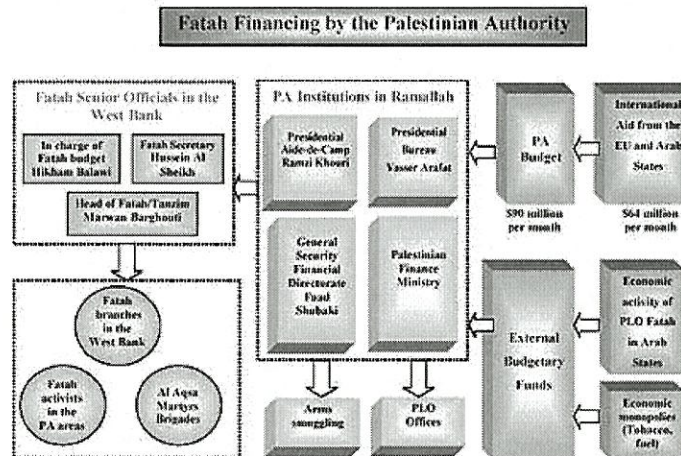 Fatah Financing by the Palestinian Authority
Fatah Senior Officials in the
West Bank
In charge of
Fatah budget
Hikham Balawi
Fatah Secretary
Hussein Al
Sheikh
Head of Fatah/Tanzim
Marwan Barghouti
Fatah
branches
in the
West Bank
Fatah
activists
in the
PA areas
Al Aqsa
Martyrs
Brigades
PA Institutions in Ramallah
Presidential
Aide-de-Camp
Ramzi Khouri
Presidential
Bureau
Yasser Arafat
General
Security
Financial
Directorate
Fuad
Shubaki
Palestinian
Finance
Ministry
Arms
smuggling
PLO
Offices
PA
Budget
$90 million
per month
International
Aid from the
EU and Arab
States
$64 million
per month
External
Budgetary
Funds
Economic
activity of
PLO Fatah
in Arab
States
Economic
monopolies
(Tobacco,
fuel)